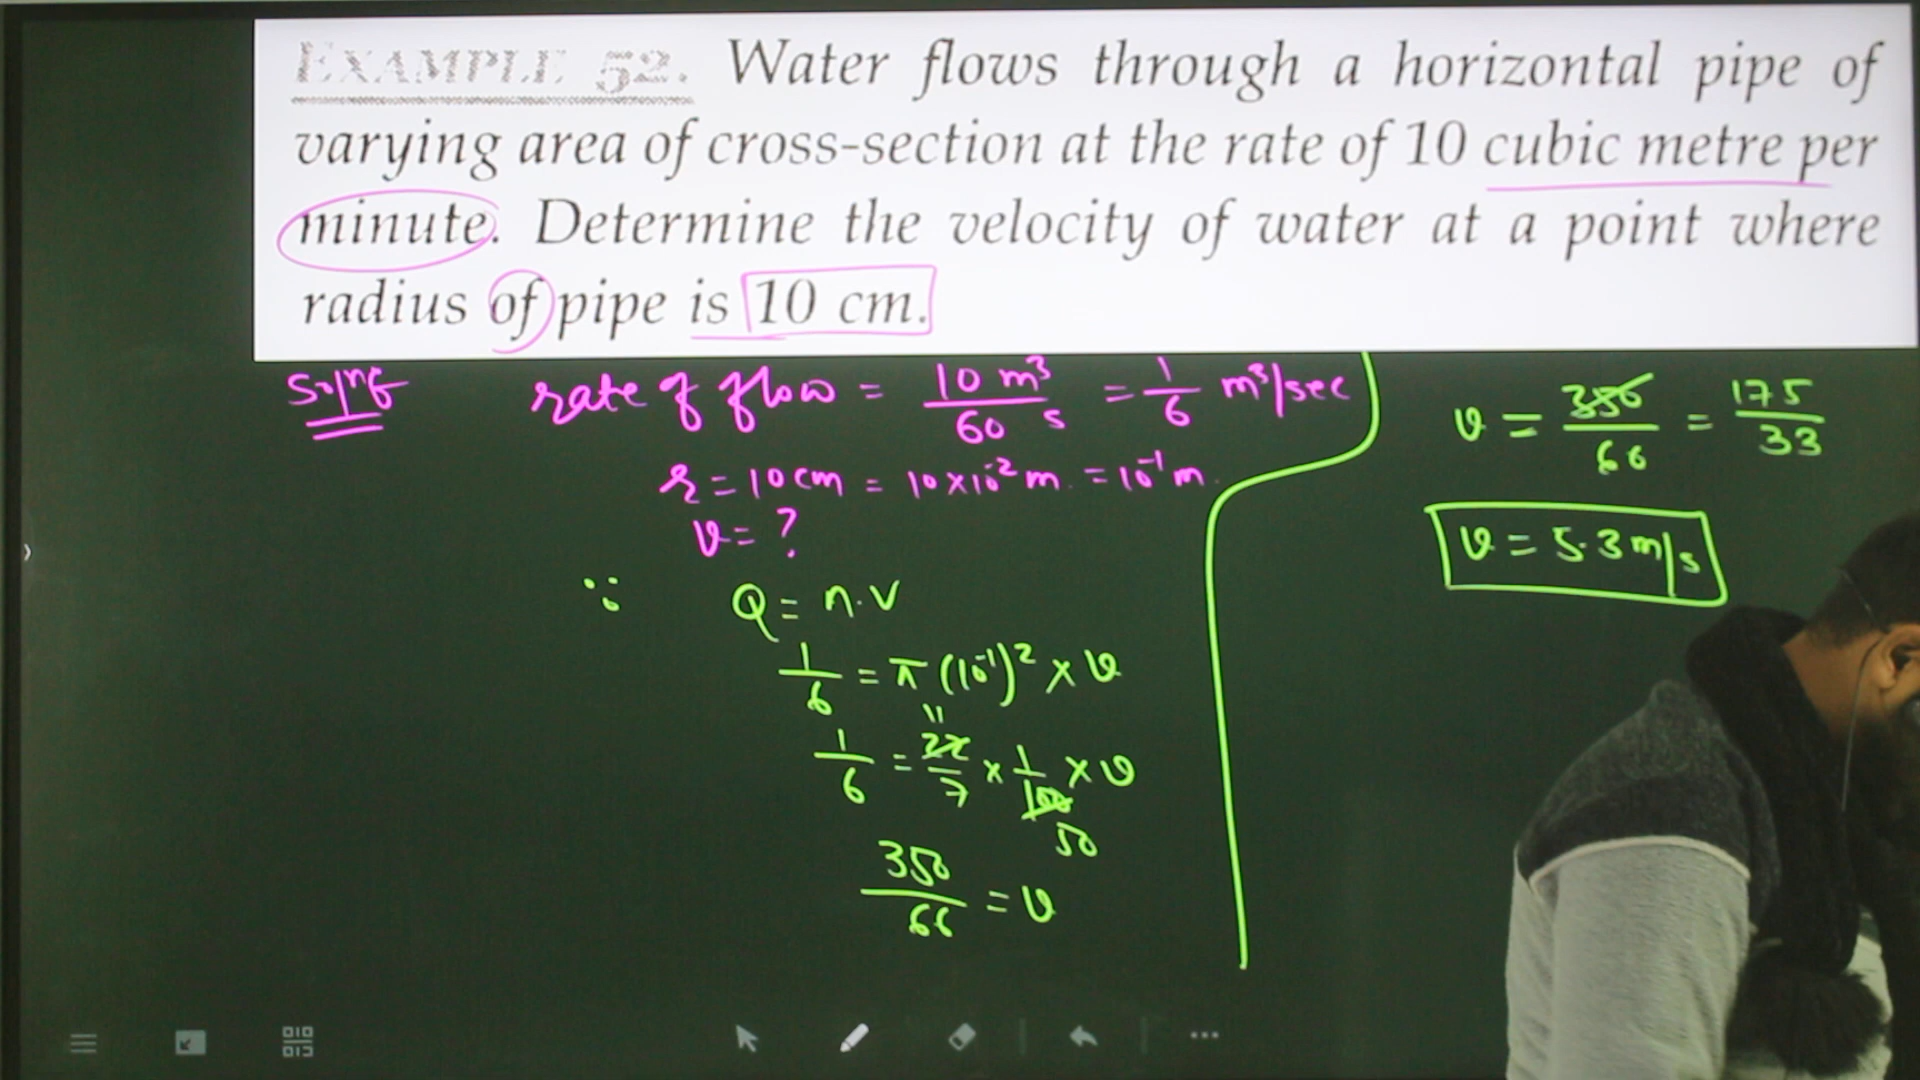 EXAMPLE 52. Water flows through a horizontal pipe of
varying area of cross-section at the rate of 10 cubic metre per
minute. Determine the velocity of water at a point where
radius of pipe is 10 cm.
Solng rate of flow = 10 m³/60 s = 1/6 m³/sec
r = 10 cm = 10×10⁻² m. = 10⁻¹ m.
v = ?
∵ Q = n.v
1/6 = π (10⁻¹)² × v
11
1/6 = 22/7 × 1/100 × v
50
350/66 = v
v = 350/66 = 175/33
v = 5.3 m/s